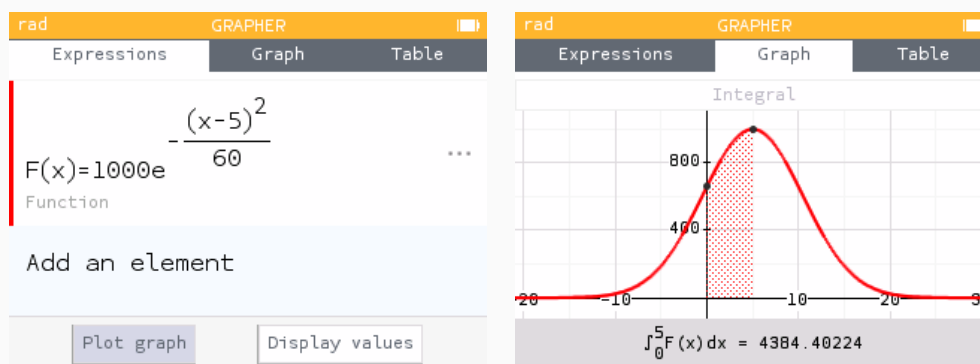 rad GRAPHER
Expressions Graph Table
F(x)=1000e^(-(x-5)^2/60)
...
Function
Add an element
Plot graph Display values
rad GRAPHER
Expressions Graph Table
Integral
800
400
-20 -10 10 20 3
∫₀⁵F(x)dx = 4384.40224